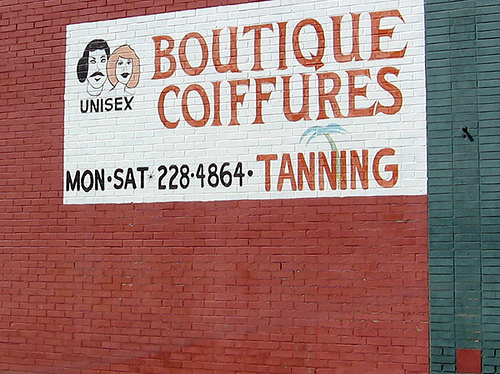 BOUTIQUE
COIFFURES
UNISEX
MON•SAT 228•4864• TANNING